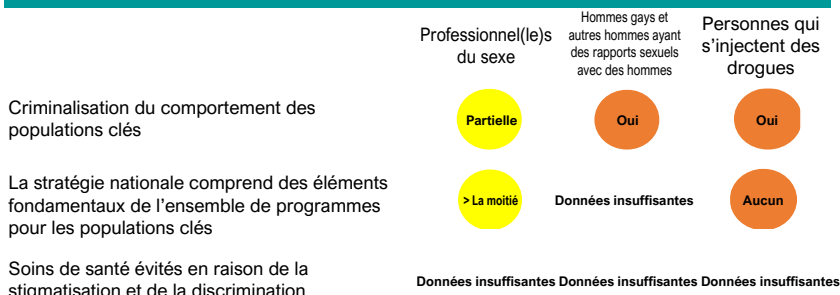 Professionnel(le)s
du sexe
Hommes gays et
autres hommes ayant
des rapports sexuels
avec des hommes
Personnes qui
s'injectent des
drogues
Criminalisation du comportement des
populations clés
Partielle
Oui
Oui
La stratégie nationale comprend des éléments
fondamentaux de l'ensemble de programmes
pour les populations clés
> La moitié
Données insuffisantes
Aucun
Soins de santé évités en raison de la
stigmatisation et de la discrimination
Données insuffisantes Données insuffisantes Données insuffisantes